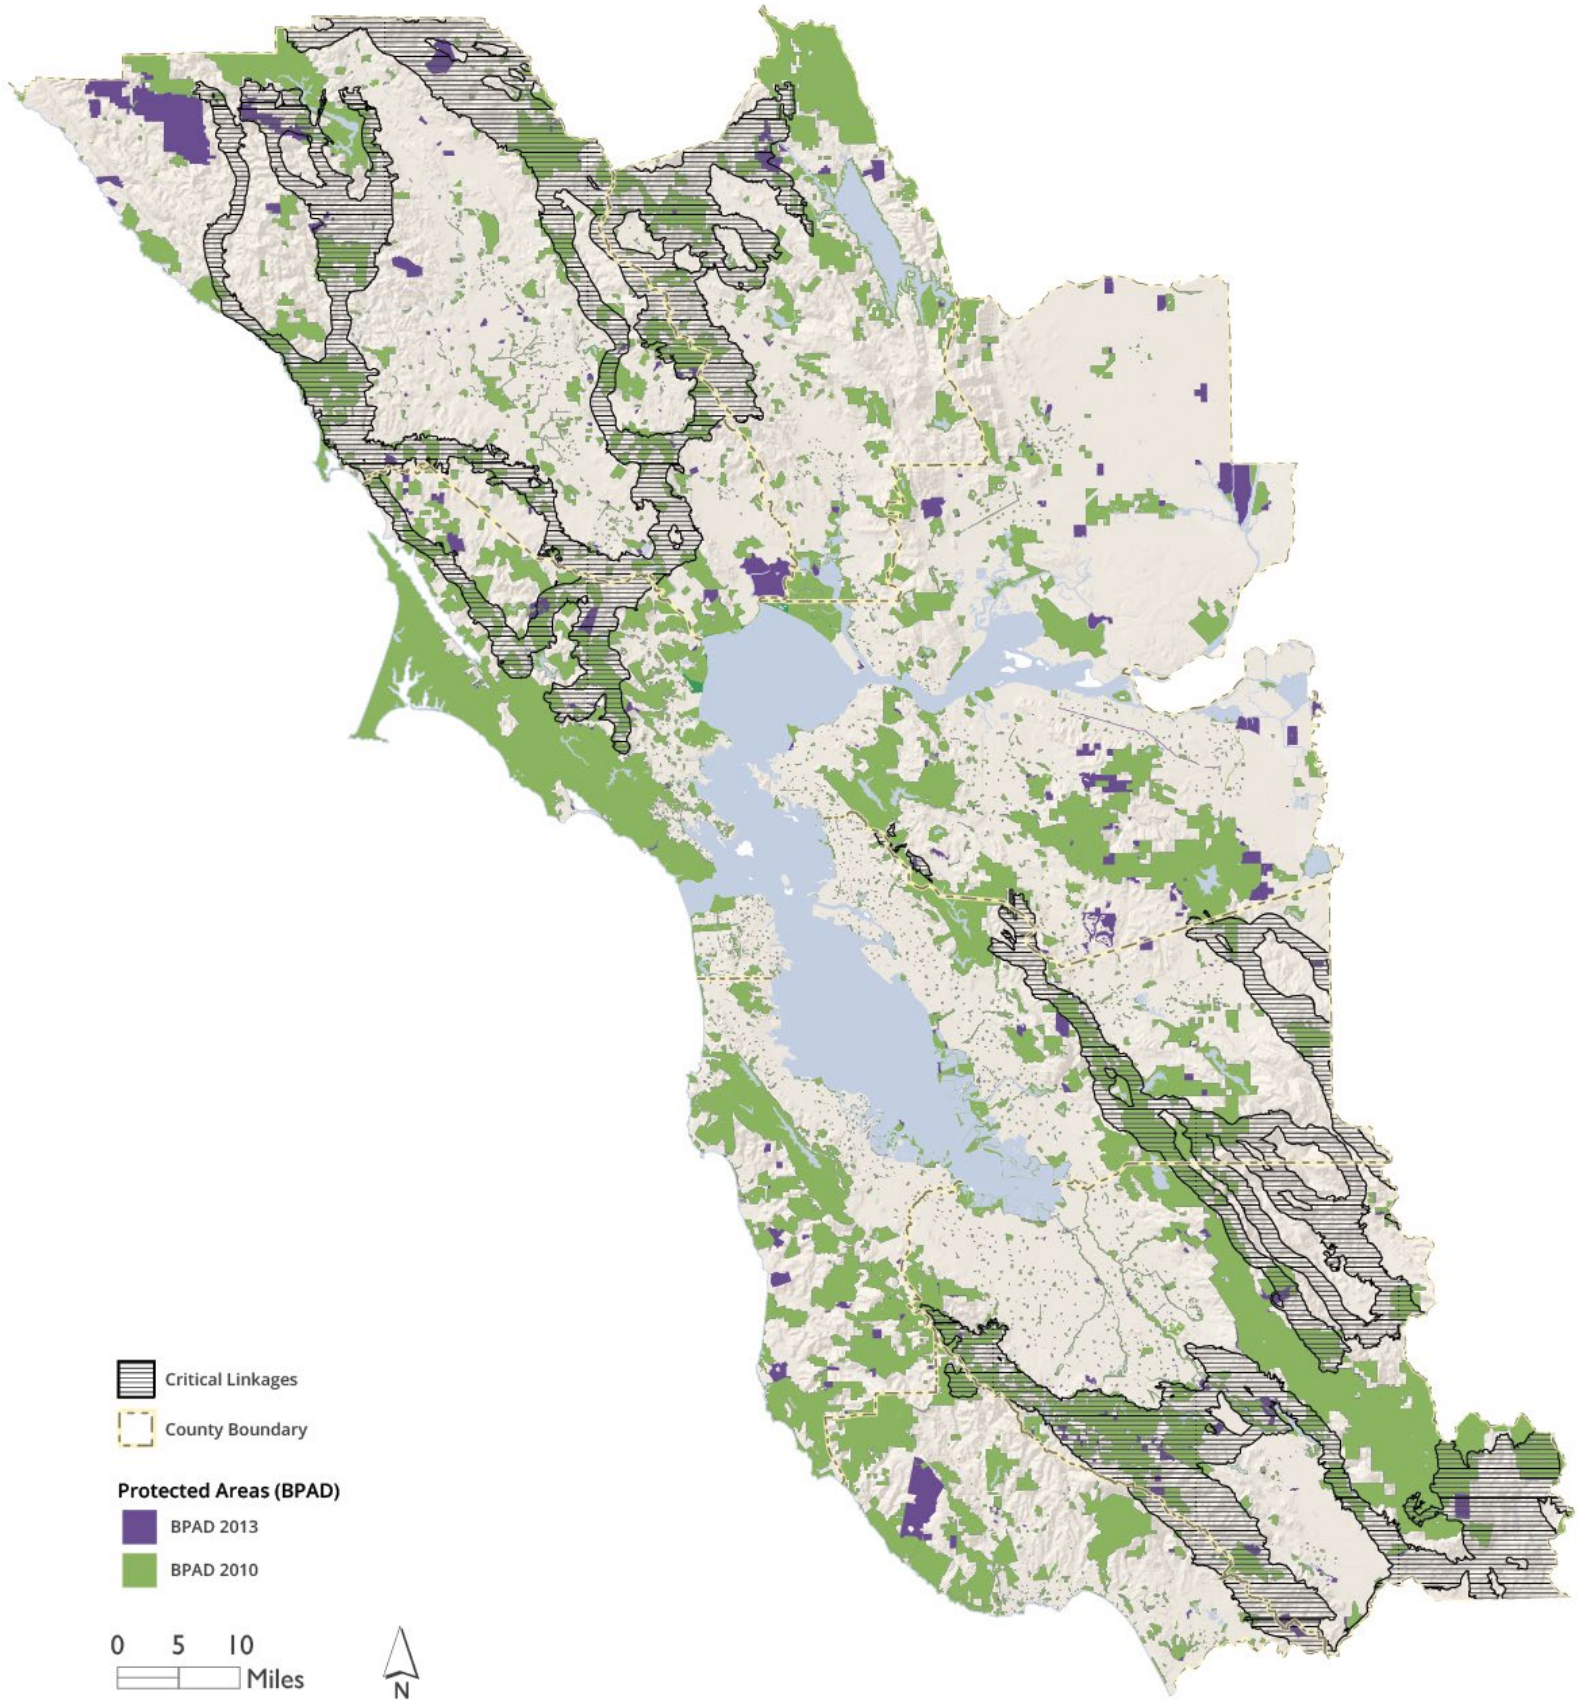 Critical Linkages
County Boundary
Protected Areas (BPAD)
BPAD 2013
BPAD 2010
0 5 10
Miles
N